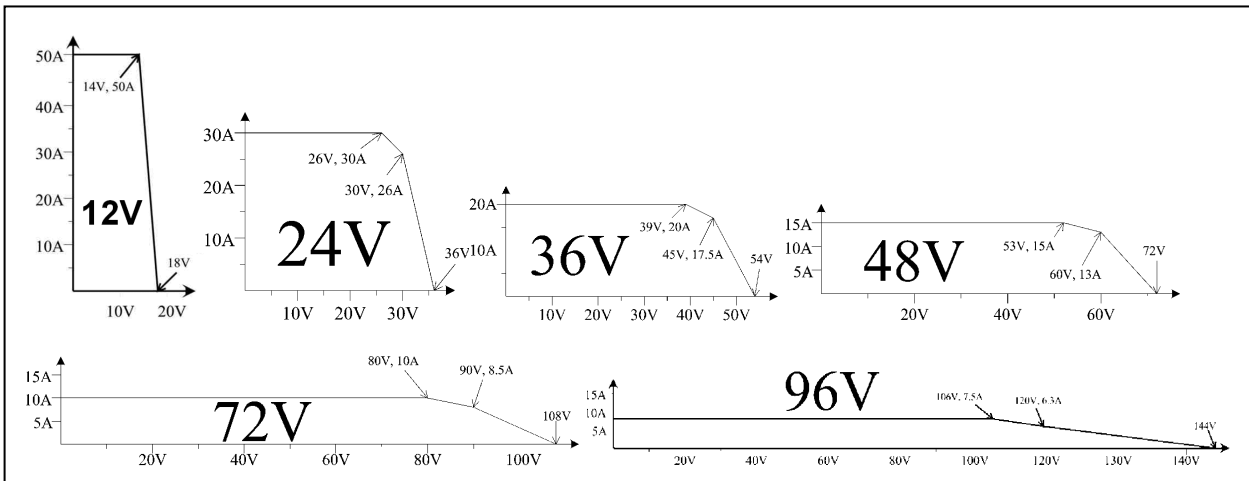 50A
14V, 50A
40A
30A
20A
12V
10A
18V
10V 20V
30A
26V, 30A
20A
30V, 26A
24V
10A
36V
10V 20V 30V
20A
39V, 20A
36V
10A
45V, 17.5A
54V
10V 20V 30V 40V 50V
15A
10A
5A
48V
53V, 15A
60V, 13A
72V
20V 40V 60V
15A
10A
5A
72V
80V, 10A
90V, 8.5A
108V
20V 40V 60V 80V 100V
15A
10A
5A
96V
106V, 7.5A
120V, 6.3A
144V
20V 40V 60V 80V 100V 120V 140V